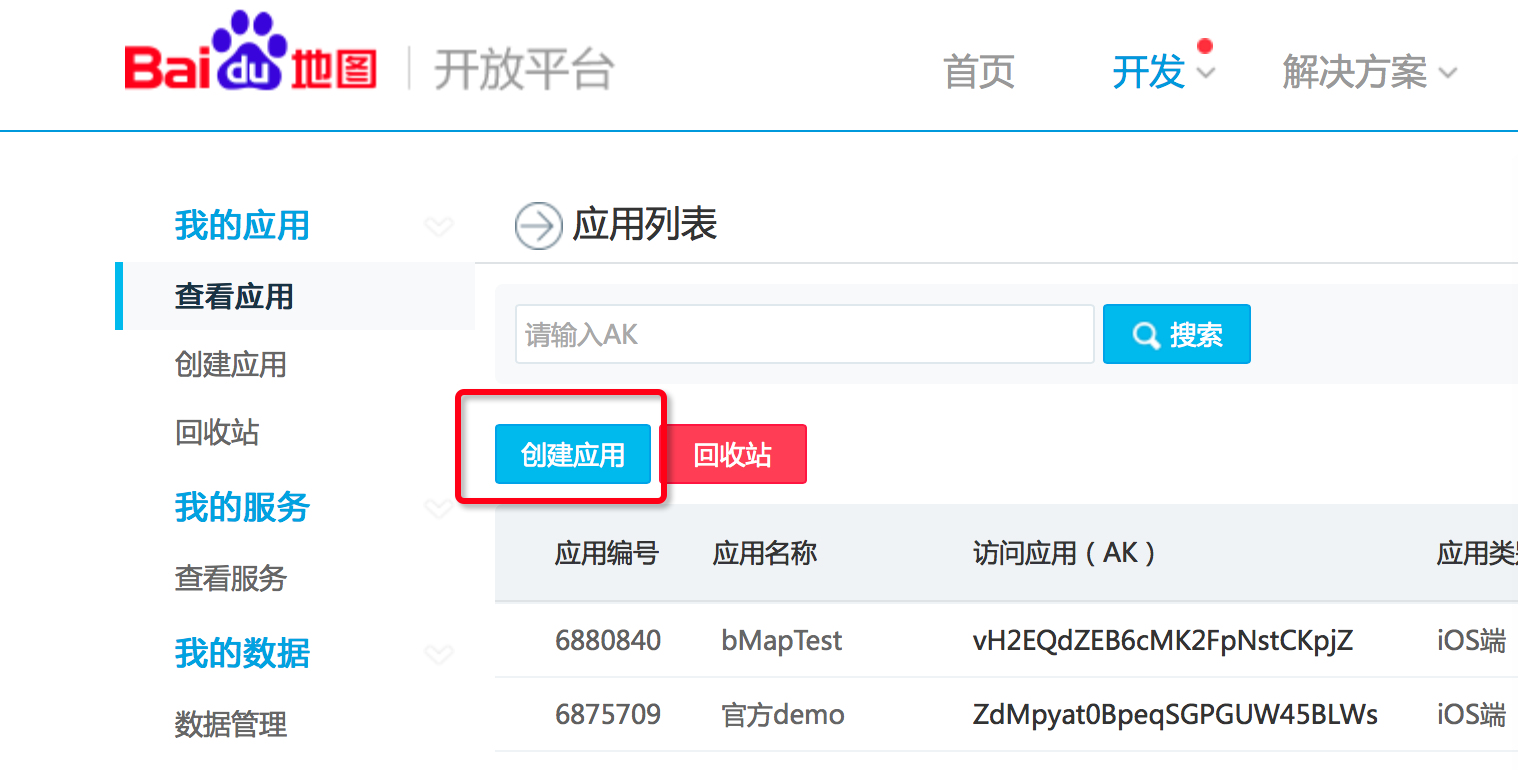 Baidu地图 开放平台
首页 开发 解决方案
我的应用
查看应用
创建应用
回收站
我的服务
查看服务
我的数据
数据管理
应用列表
请输入AK 搜索
创建应用 回收站
应用编号 应用名称 访问应用（AK） 应用类
6880840 bMapTest vH2EQdZEB6cMK2FpNstCKpjZ iOS端
6875709 官方demo ZdMpyat0BpeqSGPGUW45BLWs iOS端